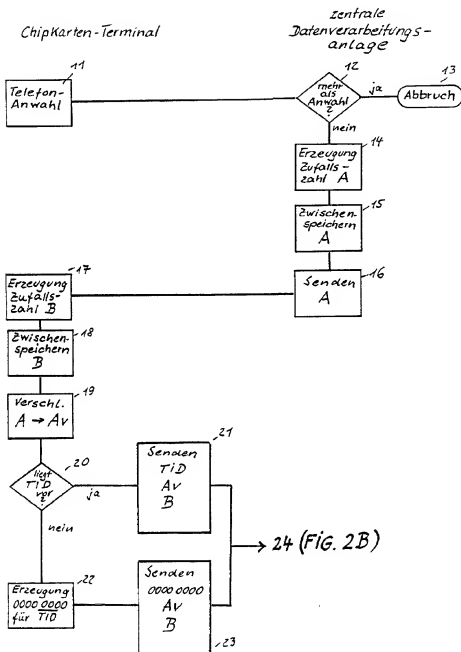 ChipKarten-Terminal
zentrale
Datenverarbeitungs-
anlage
11
Telefon-
Anwahl
12
mehr
als
Anwahl
?
ja
13
Abbruch
nein
14
Erzeugung
Zufalls-
zahl A
15
Zwischen-
speichern
A
16
Senden
A
17
Erzeugung
Zufalls-
zahl B
18
Zwischen-
speichern
B
19
Verschl.
A → Av
20
liegt
TiD
vor
?
ja
nein
21
Senden
TiD
Av
B
→ 24 (FiG. 2B)
22
Erzeugung
0000 0000
für TID
Senden
0000 0000
Av
B
23